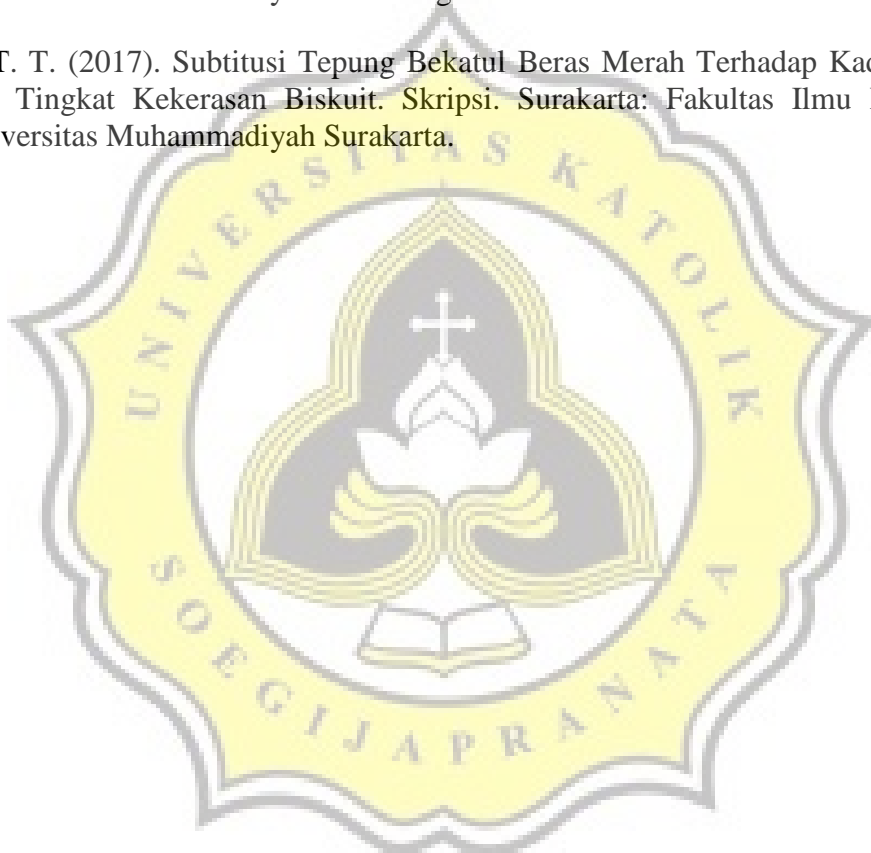 T. T. (2017). Subtitusi Tepung Bekatul Beras Merah Terhadap
Tingkat Kekerasan Biskuit. Skripsi. Surakarta: Fakultas Ilmu
versitas Muhammadiyah Surakarta.
UNIVERSITAS KATOLIK
SOEGIJAPRANATA